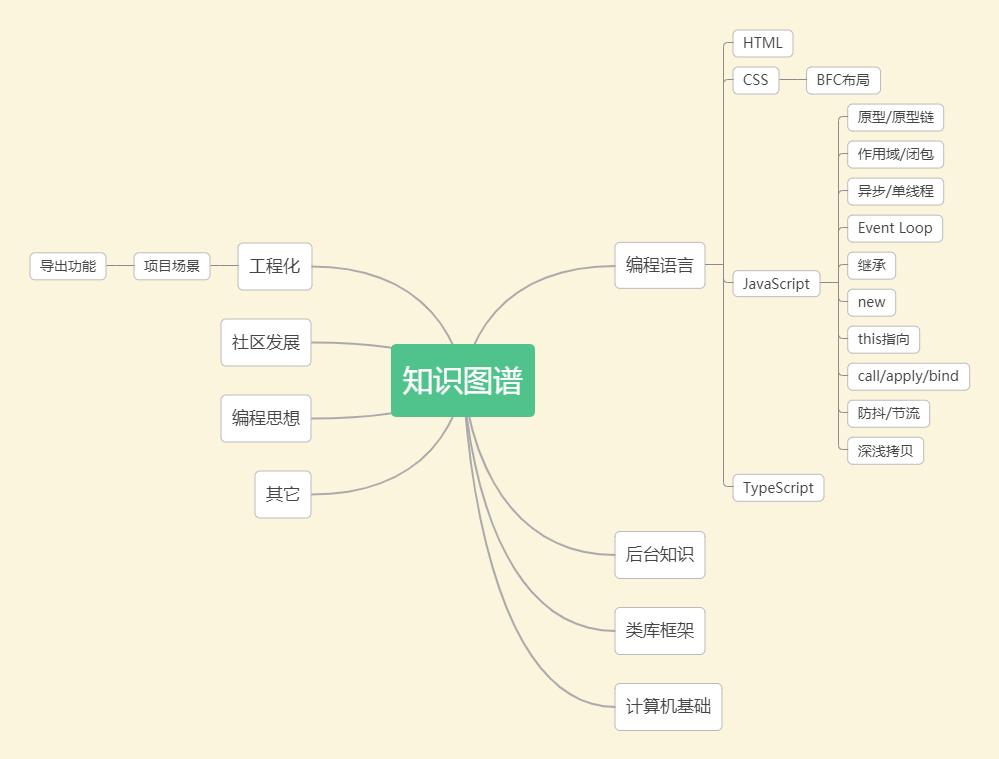 知识图谱
编程语言
HTML
CSS
BFC布局
JavaScript
原型/原型链
作用域/闭包
异步/单线程
Event Loop
继承
new
this指向
call/apply/bind
防抖/节流
深浅拷贝
TypeScript
后台知识
类库框架
计算机基础
工程化
项目场景
导出功能
社区发展
编程思想
其它